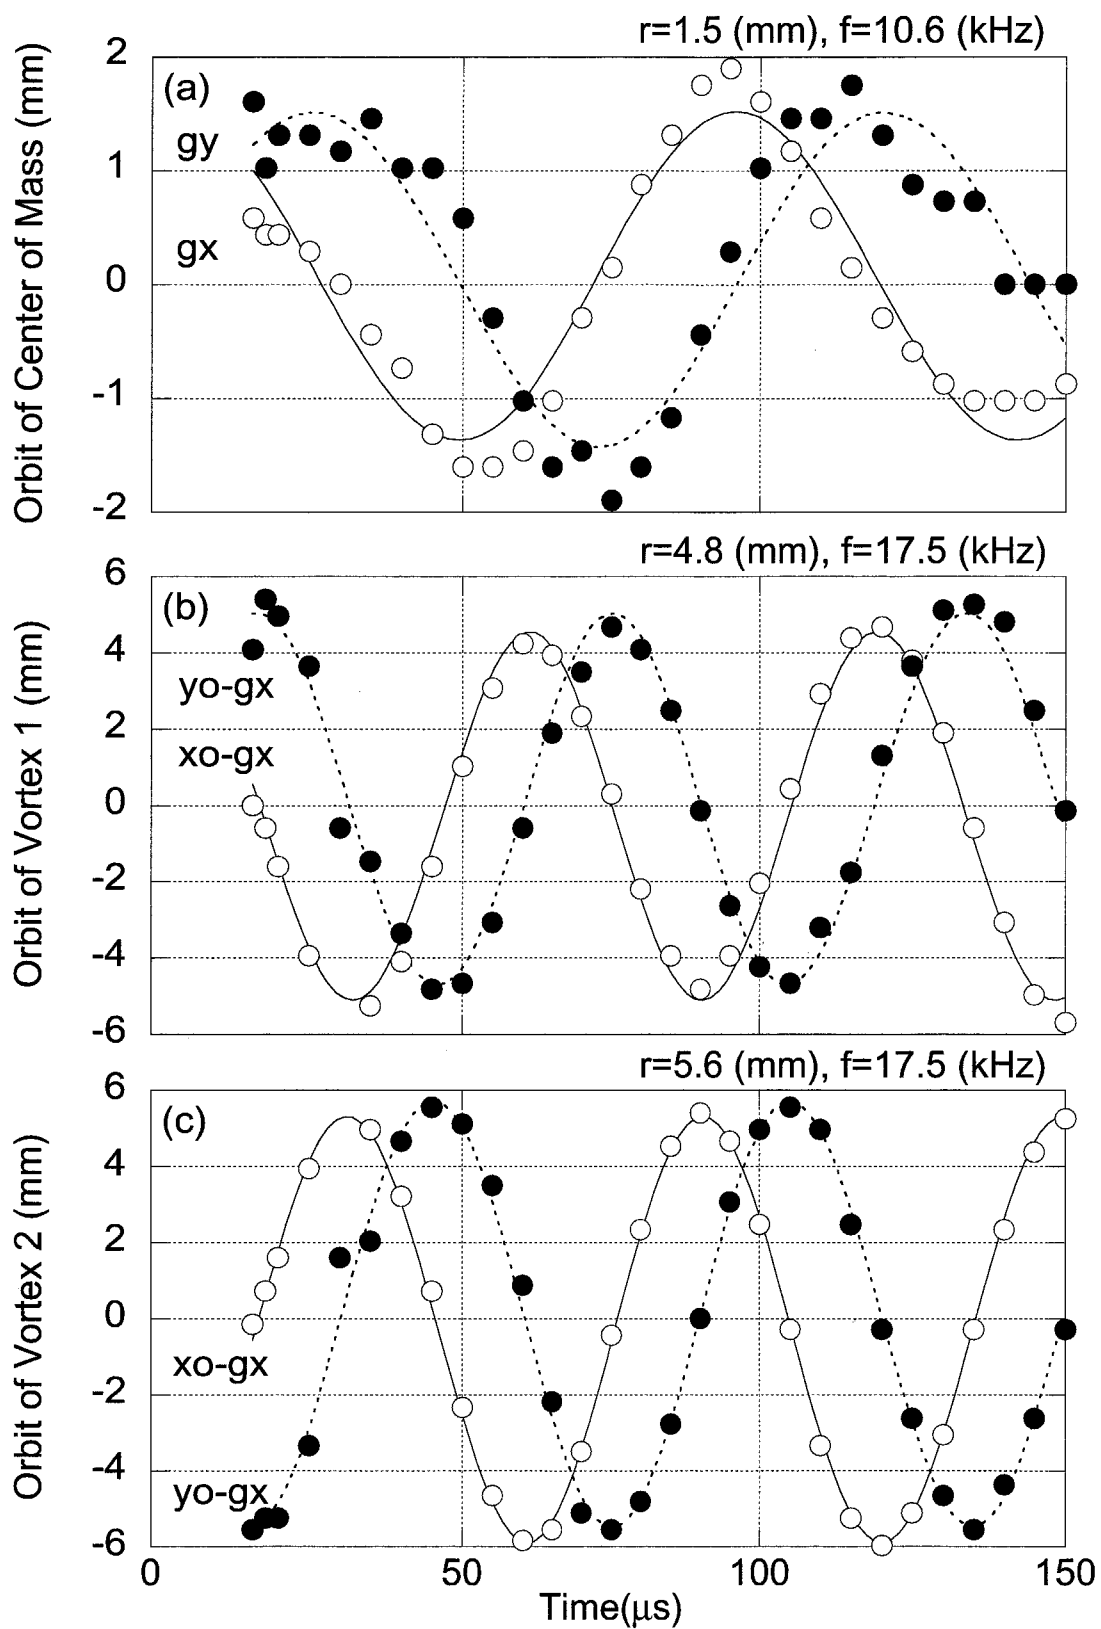 r=1.5 (mm), f=10.6 (kHz)
Orbit of Center of Mass (mm)
2
1
0
-1
-2
(a)
gy
gx
r=4.8 (mm), f=17.5 (kHz)
Orbit of Vortex 1 (mm)
6
4
2
0
-2
-4
-6
(b)
yo-gx
xo-gx
r=5.6 (mm), f=17.5 (kHz)
Orbit of Vortex 2 (mm)
6
4
2
0
-2
-4
-6
(c)
xo-gx
yo-gx
0 50 100 150
Time(μs)